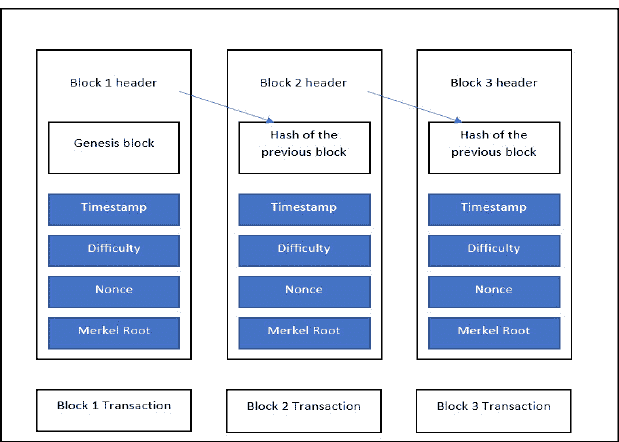 Block 1 header
Block 2 header
Block 3 header
Genesis block
Hash of the
previous block
Hash of the
previous block
Timestamp
Timestamp
Timestamp
Difficulty
Difficulty
Difficulty
Nonce
Nonce
Nonce
Merkel Root
Merkel Root
Merkel Root
Block 1 Transaction
Block 2 Transaction
Block 3 Transaction